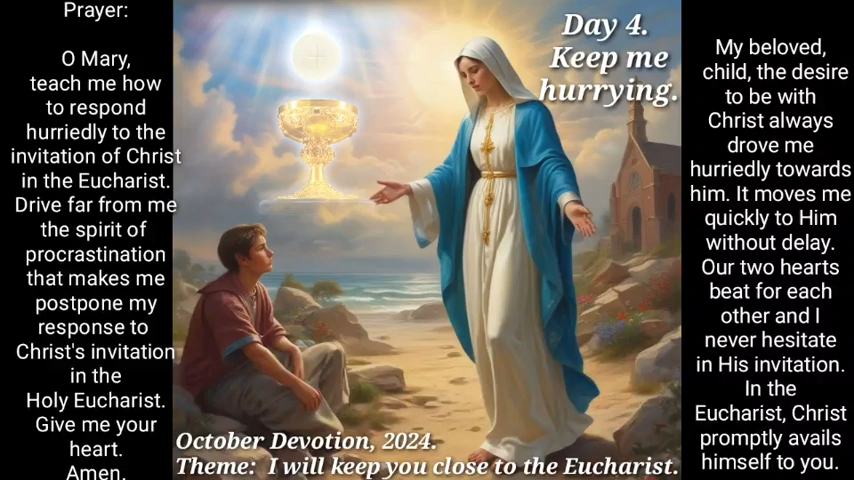 Prayer:
O Mary,
teach me how
to respond
hurriedly to the
invitation of Christ
in the Eucharist.
Drive far from me
the spirit of
procrastination
that makes me
postpone my
response to
Christ's invitation
in the
Holy Eucharist.
Give me your
heart.
Amen.
Day 4.
Keep me
hurrying.
October Devotion, 2024.
Theme: I will keep you close to the Eucharist.
My beloved,
child, the desire
to be with
Christ always
drove me
hurriedly towards
him. It moves me
quickly to Him
without delay.
Our two hearts
beat for each
other and I
never hesitate
in His invitation.
In the
Eucharist, Christ
promptly avails
himself to you.